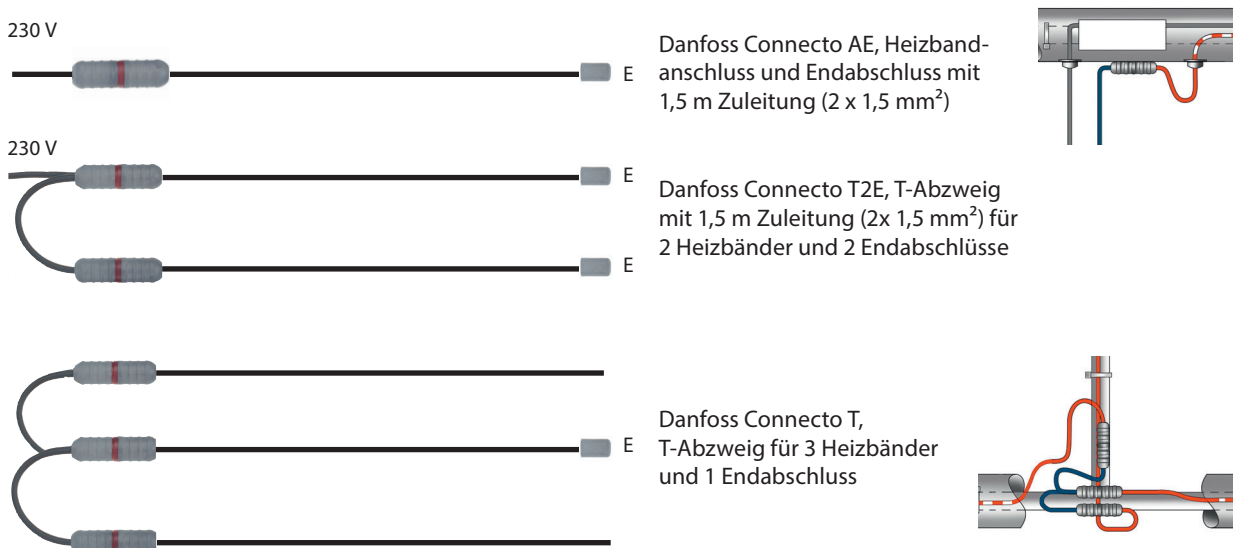 230 V
E
Danfoss Connecto AE, Heizband-
anschluss und Endabschluss mit
1,5 m Zuleitung (2 x 1,5 mm²)
230 V
E
E
Danfoss Connecto T2E, T-Abzweig
mit 1,5 m Zuleitung (2x 1,5 mm²) für
2 Heizbänder und 2 Endabschlüsse
E
Danfoss Connecto T,
T-Abzweig für 3 Heizbänder
und 1 Endabschluss